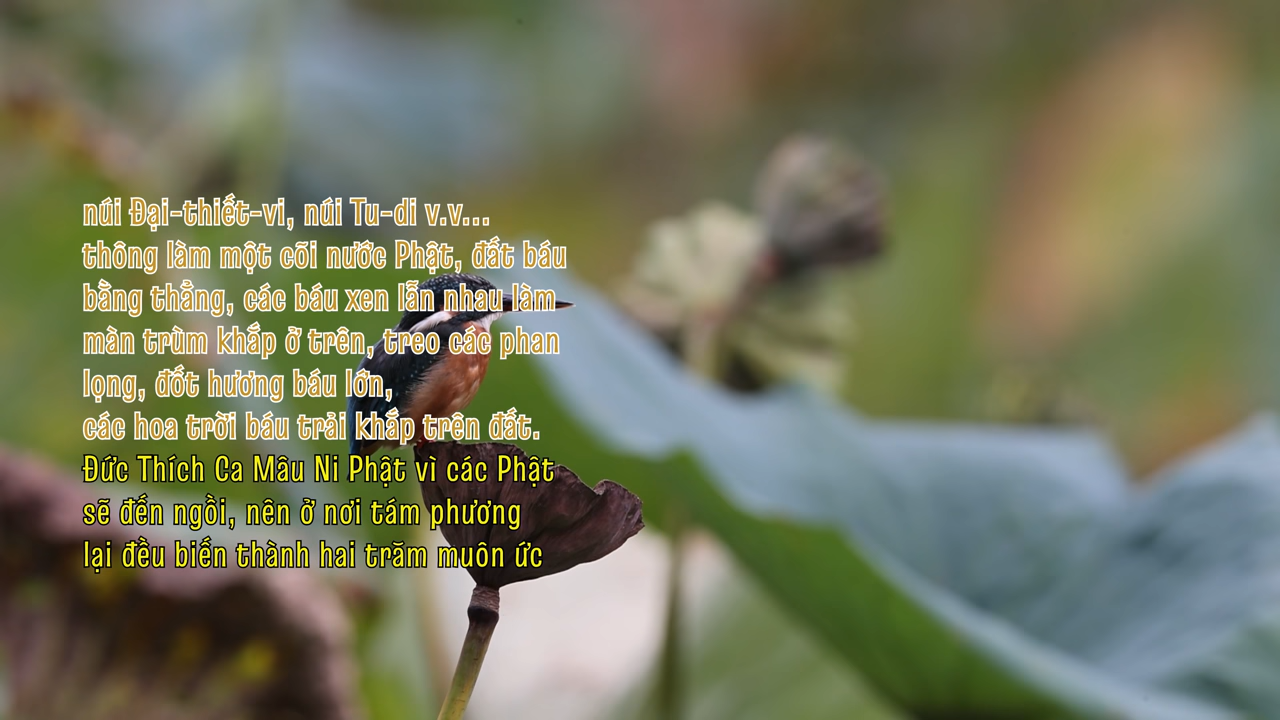 núi Đại-thiết-vi, núi Tu-di v.v...
thông làm một cõi nước Phật, đất báu
bằng thẳng, các báu xen lẫn nhau làm
màn trùm khắp ở trên, treo các phan
lọng, đốt hương báu lớn,
các hoa trời báu trải khắp trên đất.
Đức Thích Ca Mâu Ni Phật vì các Phật
sẽ đến ngồi, nên ở nơi tám phương
lại đều biến thành hai trăm muôn ức